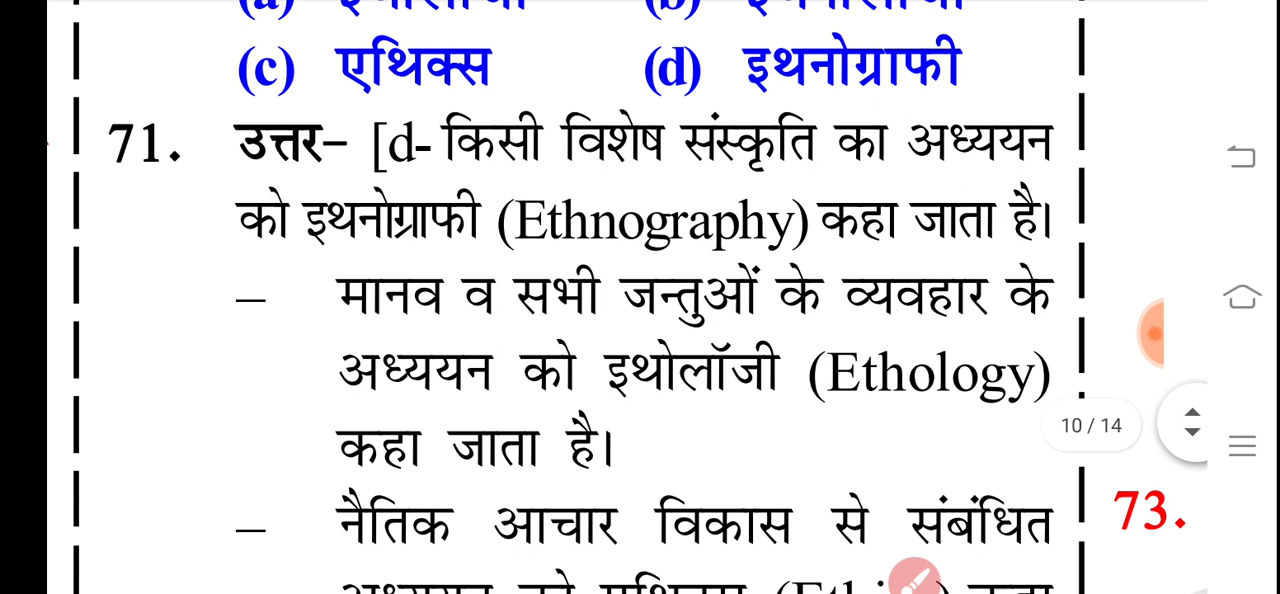 (c) एथिक्स (d) इथनोग्राफी
71. उत्तर– [d- किसी विशेष संस्कृति का अध्ययन
को इथनोग्राफी (Ethnography) कहा जाता है।
– मानव व सभी जन्तुओं के व्यवहार के
अध्ययन को इथोलॉजी (Ethology)
कहा जाता है।
10 / 14
– नैतिक आचार विकास से संबंधित
73.